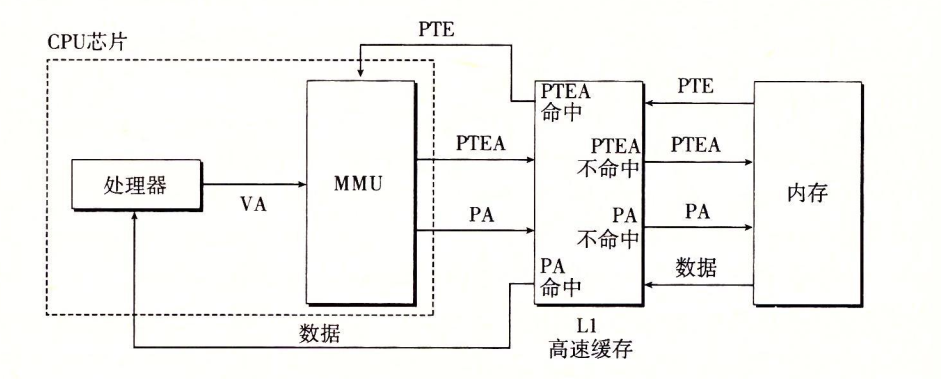 CPU芯片
PTE
PTEA
命中
PTE
PTEA
PTEA
不命中
PTEA
处理器
VA
MMU
内存
PA
PA
不命中
PA
PA
命中
数据
数据
L1
高速缓存